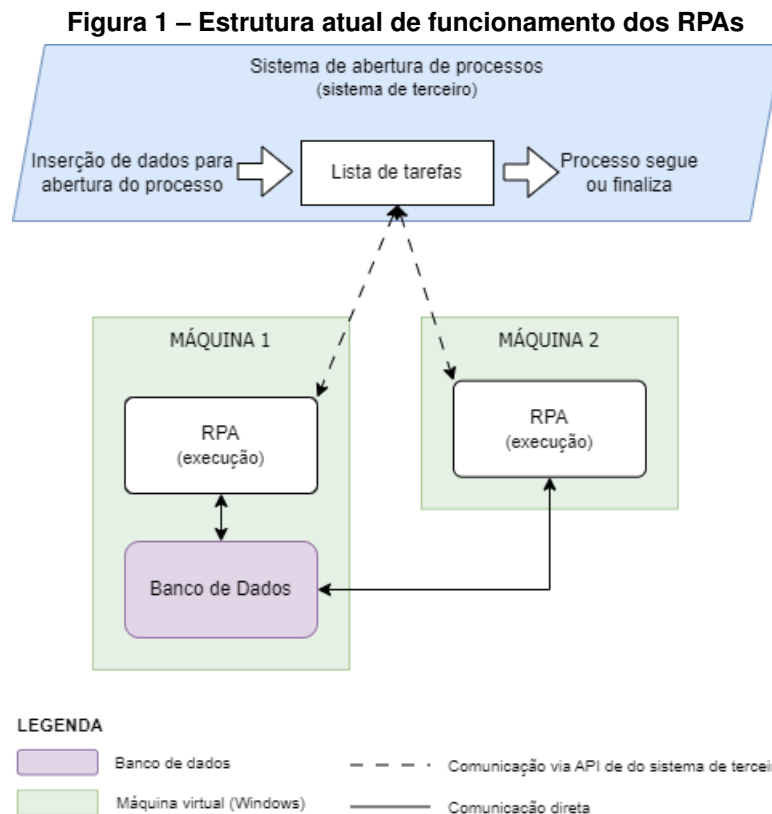 Figura 1 – Estrutura atual de funcionamento dos RPAs
Sistema de abertura de processos
(sistema de terceiro)
Inserção de dados para
abertura do processo
Lista de tarefas
Processo segue
ou finaliza
MÁQUINA 1
MÁQUINA 2
RPA
(execução)
RPA
(execução)
Banco de Dados
LEGENDA
Banco de dados
Comunicação via API de do sistema de
Máquina virtual (Windows)
Comunicação direta